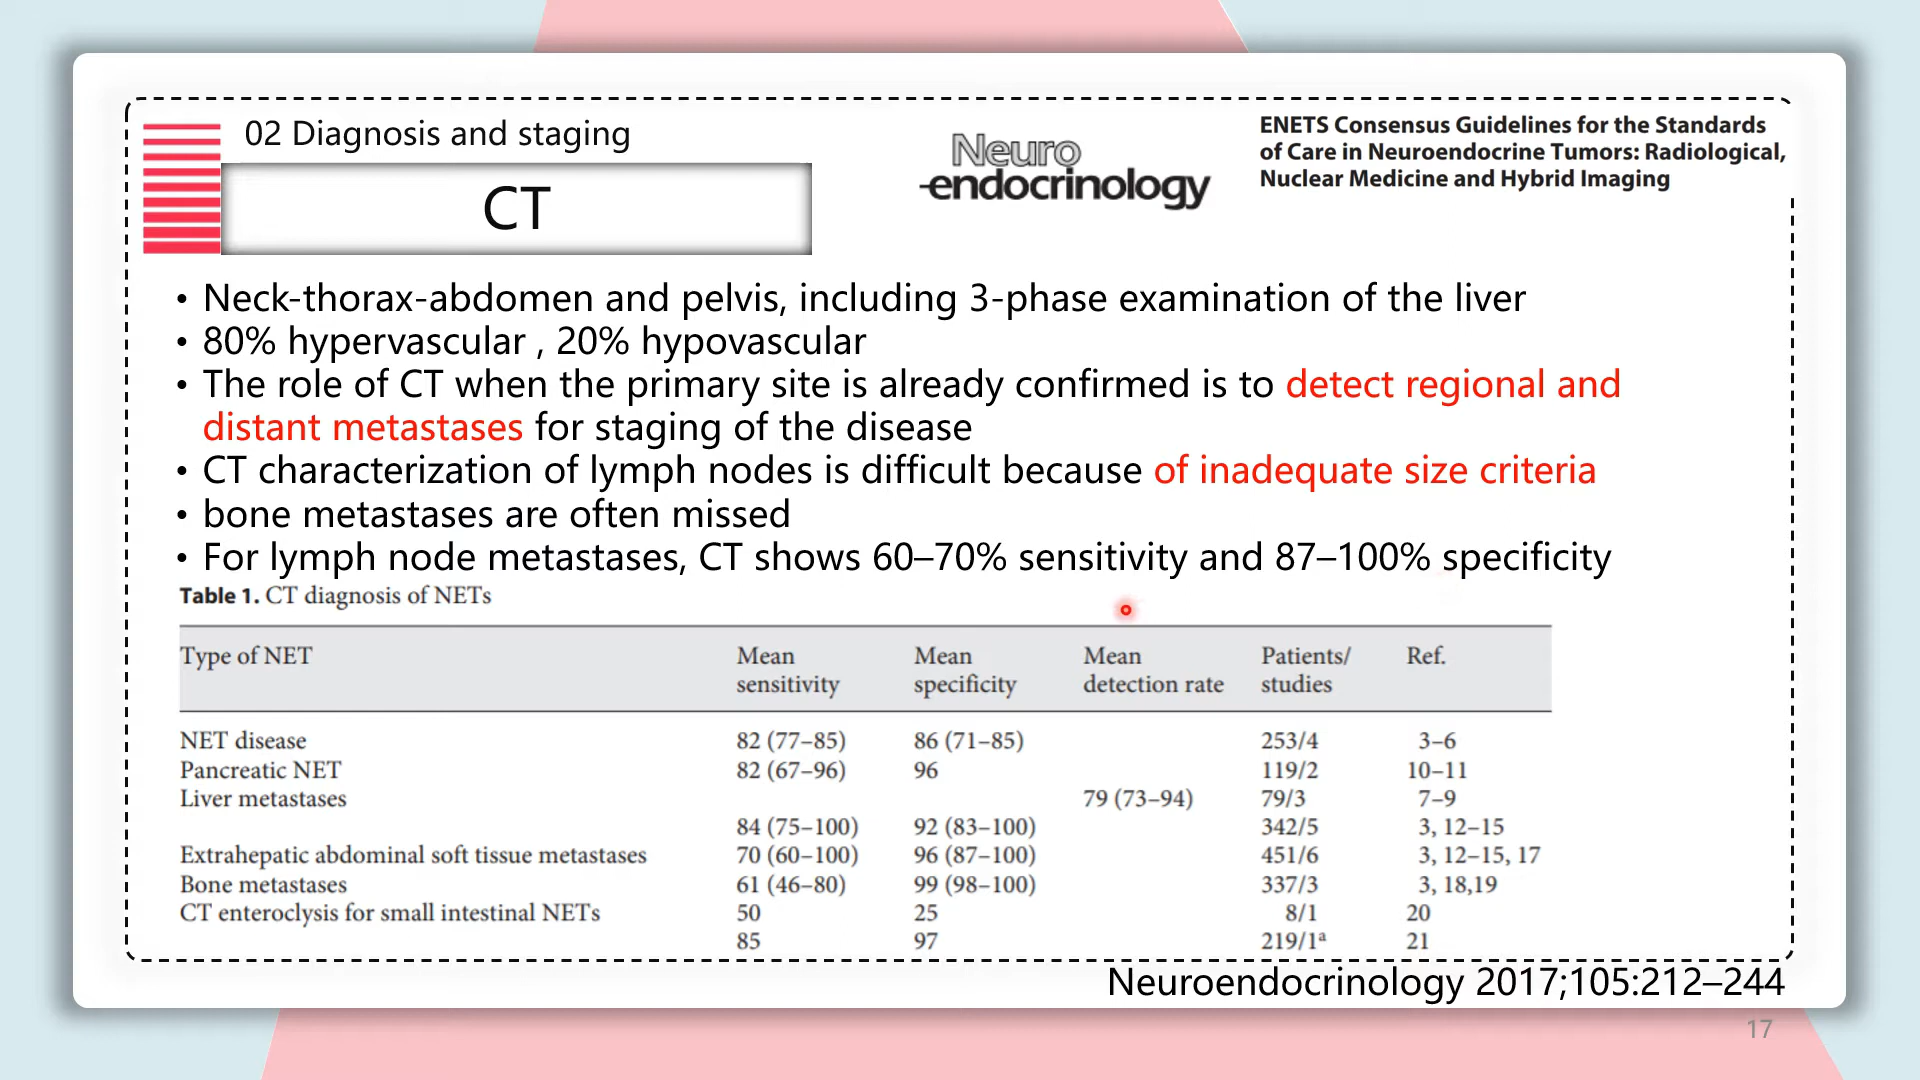 02 Diagnosis and staging
CT
Neuro
-endocrinology
ENETS Consensus Guidelines for the Standards
of Care in Neuroendocrine Tumors: Radiological,
Nuclear Medicine and Hybrid Imaging
• Neck-thorax-abdomen and pelvis, including 3-phase examination of the liver
• 80% hypervascular , 20% hypovascular
• The role of CT when the primary site is already confirmed is to detect regional and
distant metastases for staging of the disease
• CT characterization of lymph nodes is difficult because of inadequate size criteria
• bone metastases are often missed
• For lymph node metastases, CT shows 60–70% sensitivity and 87–100% specificity
Table 1. CT diagnosis of NETs
Type of NET Mean sensitivity Mean specificity Mean detection rate Patients/ studies Ref.
NET disease 82 (77–85) 86 (71–85) 253/4 3–6
Pancreatic NET 82 (67–96) 96 119/2 10–11
Liver metastases 79 (73–94) 79/3 7–9
84 (75–100) 92 (83–100) 342/5 3, 12–15
Extrahepatic abdominal soft tissue metastases 70 (60–100) 96 (87–100) 451/6 3, 12–15, 17
Bone metastases 61 (46–80) 99 (98–100) 337/3 3, 18,19
CT enteroclysis for small intestinal NETs 50 25 8/1 20
85 97 219/1ª 21
Neuroendocrinology 2017;105:212–244
17